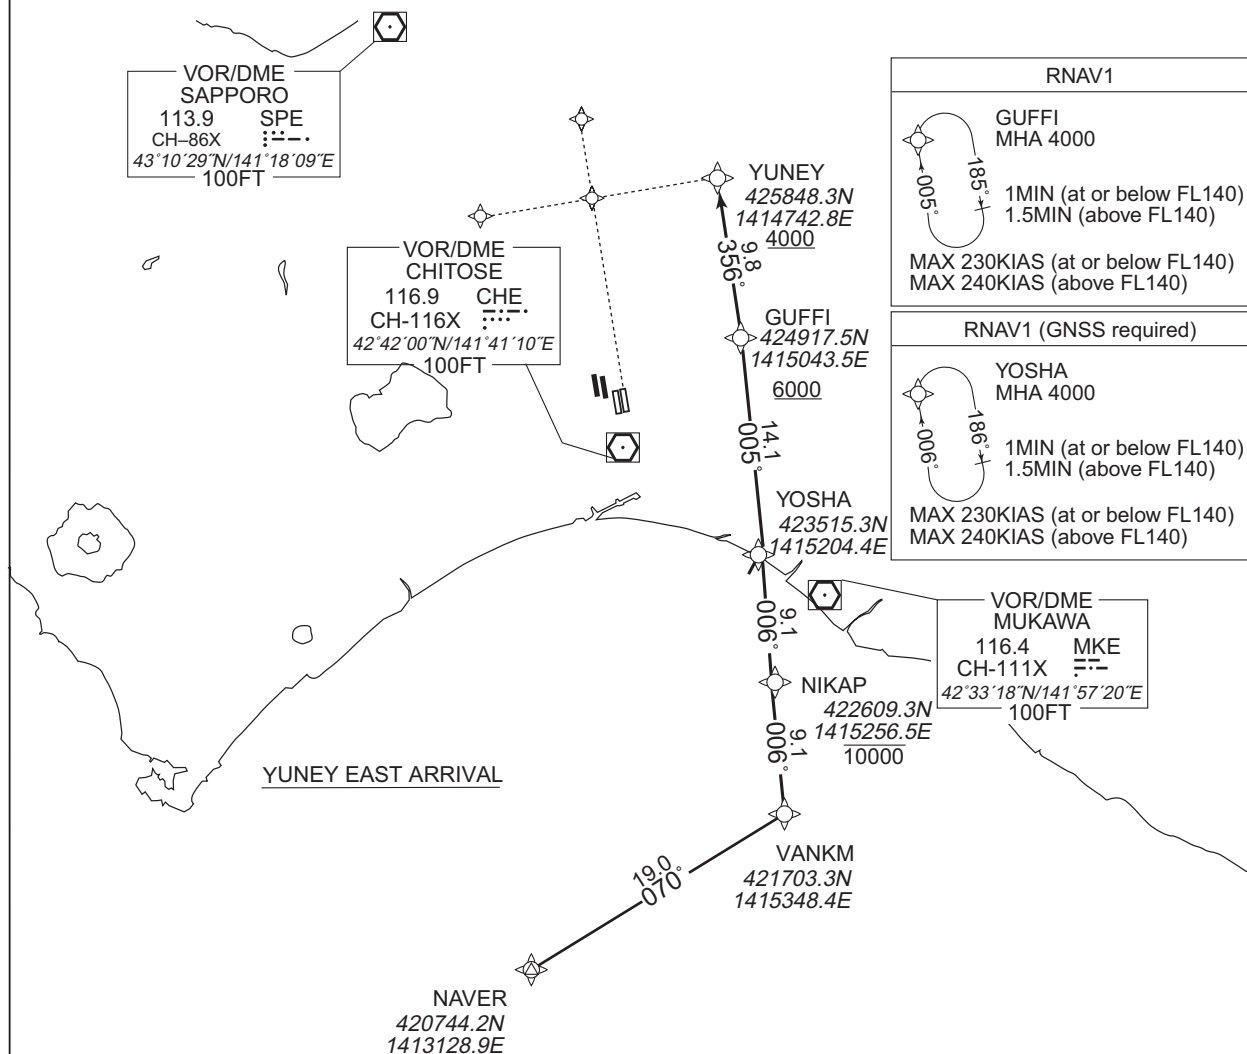 VOR/DME
SAPPORO
113.9 SPE
CH–86X
43°10´29˝N/141°18´09˝E
100FT
VOR/DME
CHITOSE
116.9 CHE
CH-116X
42°42´00˝N/141°41´10˝E
100FT
YUNEY
425848.3N
1414742.8E
4000
9.8
356°
GUFFI
424917.5N
1415043.5E
6000
14.1
005°
YOSHA
423515.3N
1415204.4E
9.1
006°
NIKAP
422609.3N
1415256.5E
10000
9.1
006°
VANKM
421703.3N
1415348.4E
19.0
070°
NAVER
420744.2N
1413128.9E
YUNEY EAST ARRIVAL
RNAV1
GUFFI
MHA 4000
185°
005°
1MIN (at or below FL140)
1.5MIN (above FL140)
MAX 230KIAS (at or below FL140)
MAX 240KIAS (above FL140)
RNAV1 (GNSS required)
YOSHA
MHA 4000
186°
006°
1MIN (at or below FL140)
1.5MIN (above FL140)
MAX 230KIAS (at or below FL140)
MAX 240KIAS (above FL140)
VOR/DME
MUKAWA
116.4 MKE
CH-111X
42°33´18˝N/141°57´20˝E
100FT